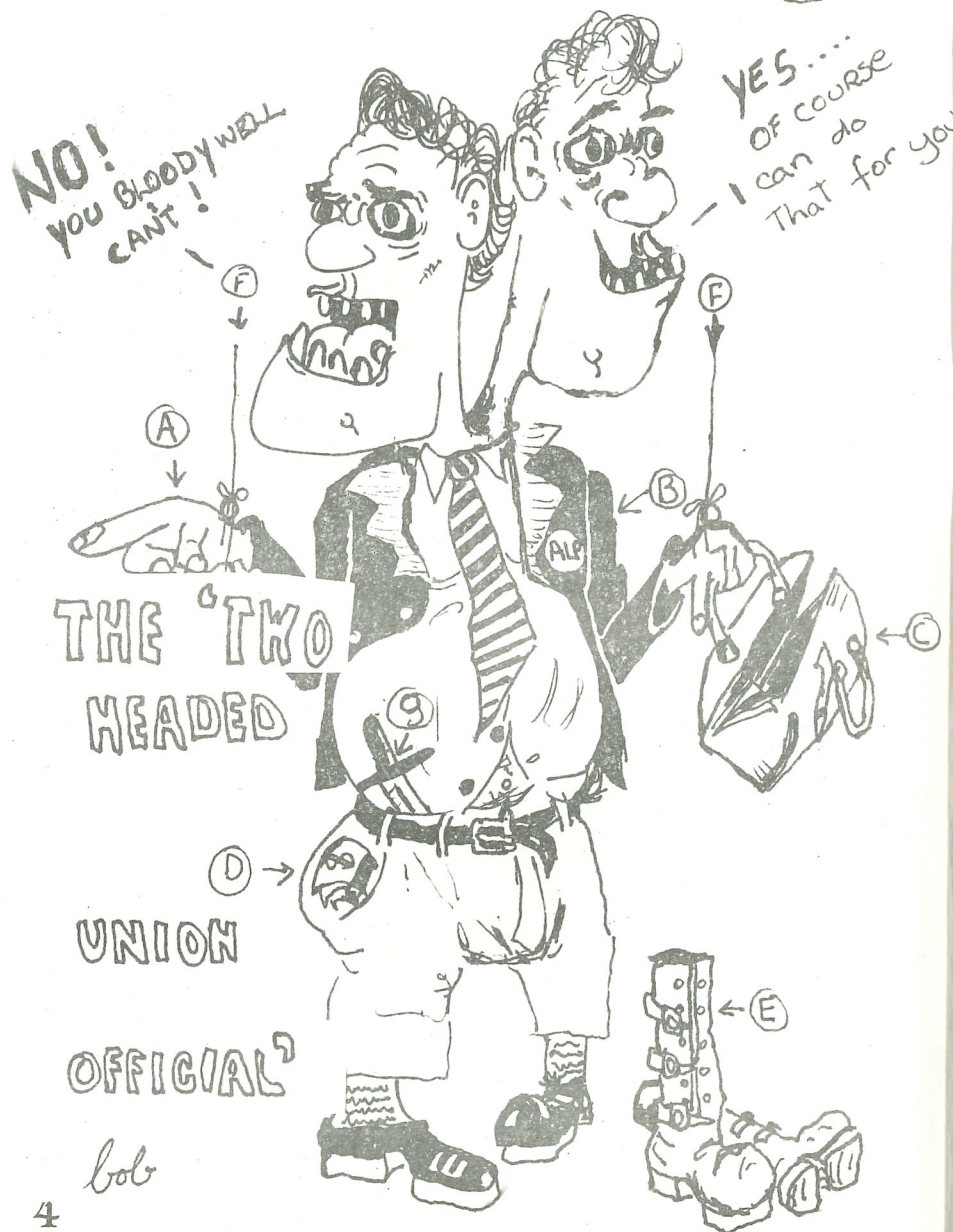 NO!
YOU BLOODY WELL
CAN'T!
YES....
OF COURSE
I can do
That for you
F
F
A
B
ALP
C
THE 'TWO
HEADED
g
D
UNION
E
OFFICIAL'
bob
4